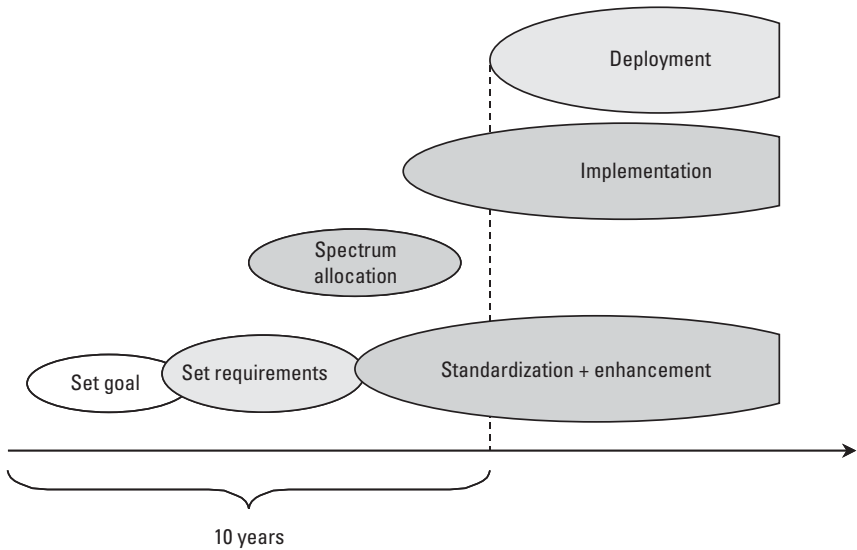 Deployment
Implementation
Spectrum
allocation
Set goal
Set requirements
Standardization + enhancement
10 years